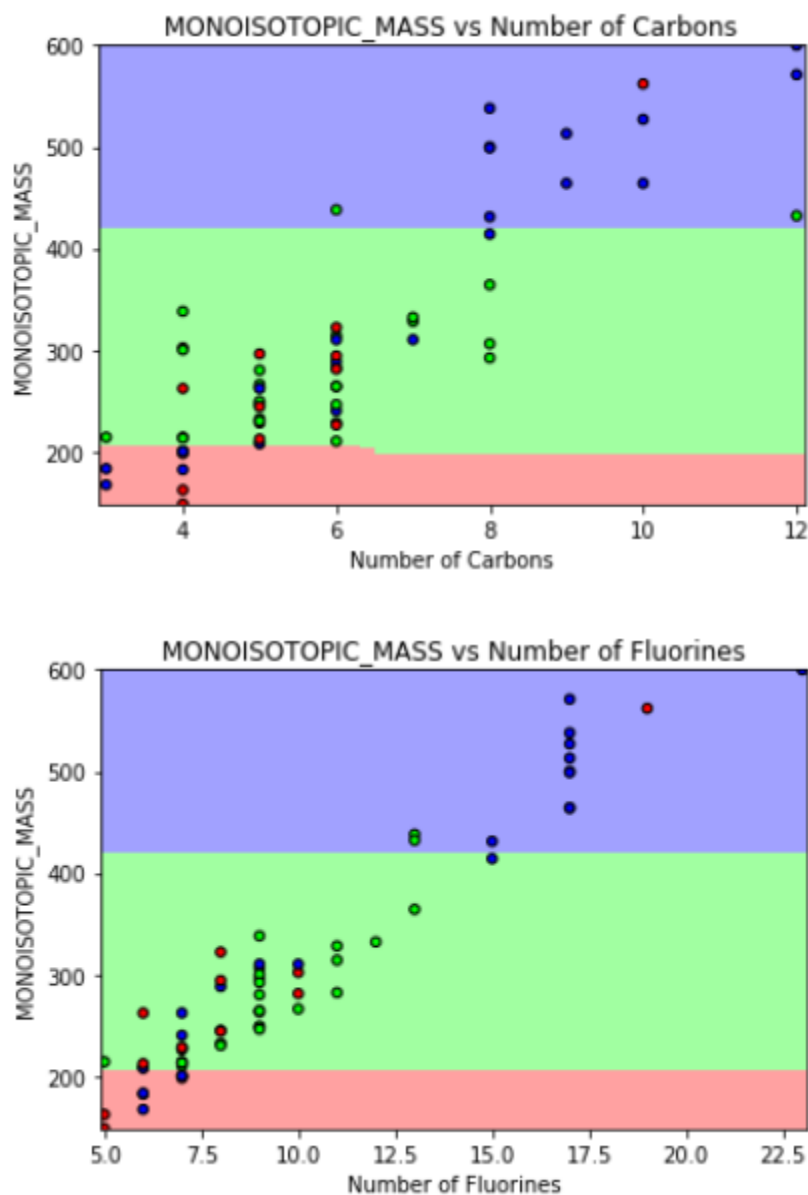 MONOISOTOPIC_MASS vs Number of Carbons
600
500
400
300
200
MONOISOTOPIC_MASS
4 6 8 10 12
Number of Carbons
MONOISOTOPIC_MASS vs Number of Fluorines
600
500
400
300
200
MONOISOTOPIC_MASS
5.0 7.5 10.0 12.5 15.0 17.5 20.0 22.5
Number of Fluorines